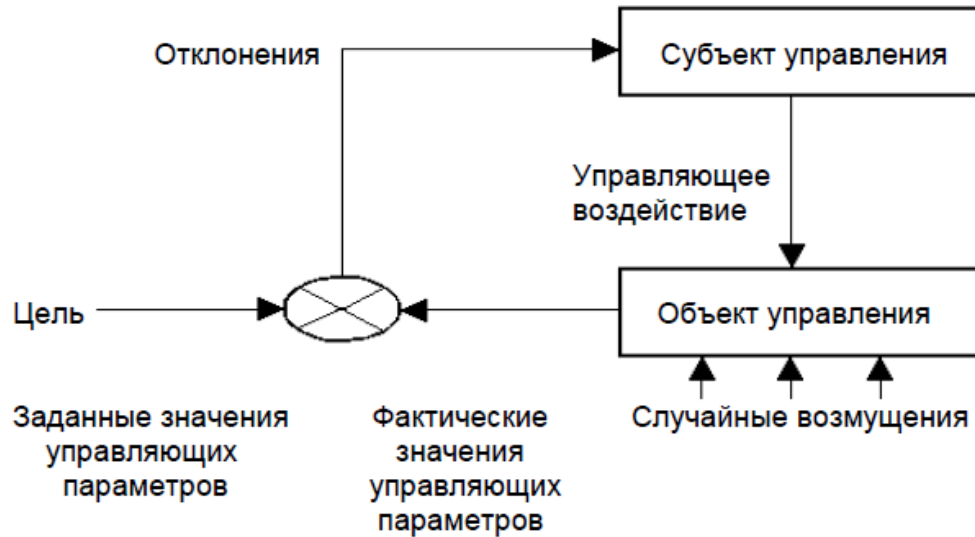 Отклонения
Субъект управления
Управляющее
воздействие
Цель
Объект управления
Заданные значения
управляющих
параметров
Фактические
значения
управляющих
параметров
Случайные возмущения